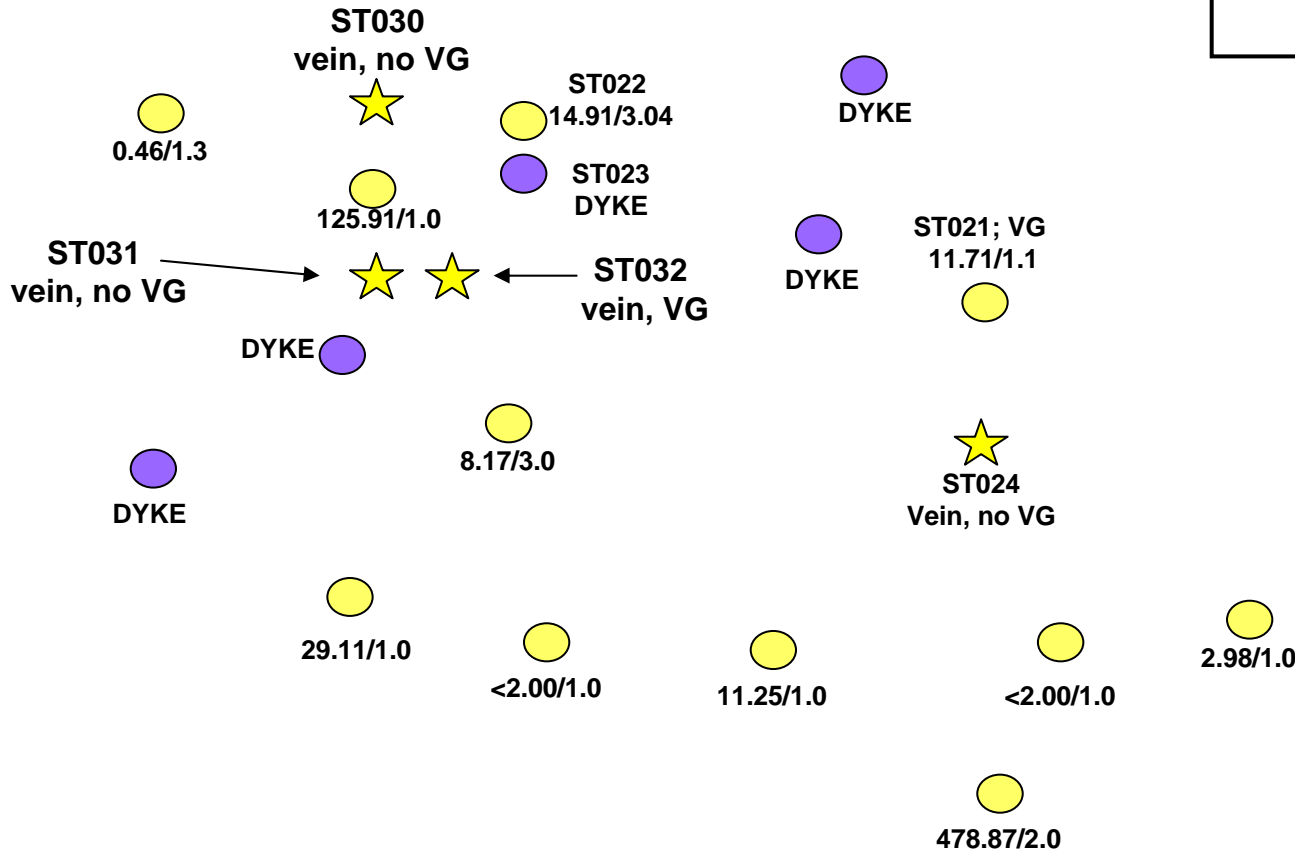 ST030
vein, no VG
ST022
14.91/3.04
DYKE
0.46/1.3
ST023
DYKE
125.91/1.0
ST021; VG
11.71/1.1
ST031
vein, no VG
ST032
vein, VG
DYKE
DYKE
8.17/3.0
ST024
Vein, no VG
DYKE
29.11/1.0
<2.00/1.0
11.25/1.0
<2.00/1.0
2.98/1.0
478.87/2.0